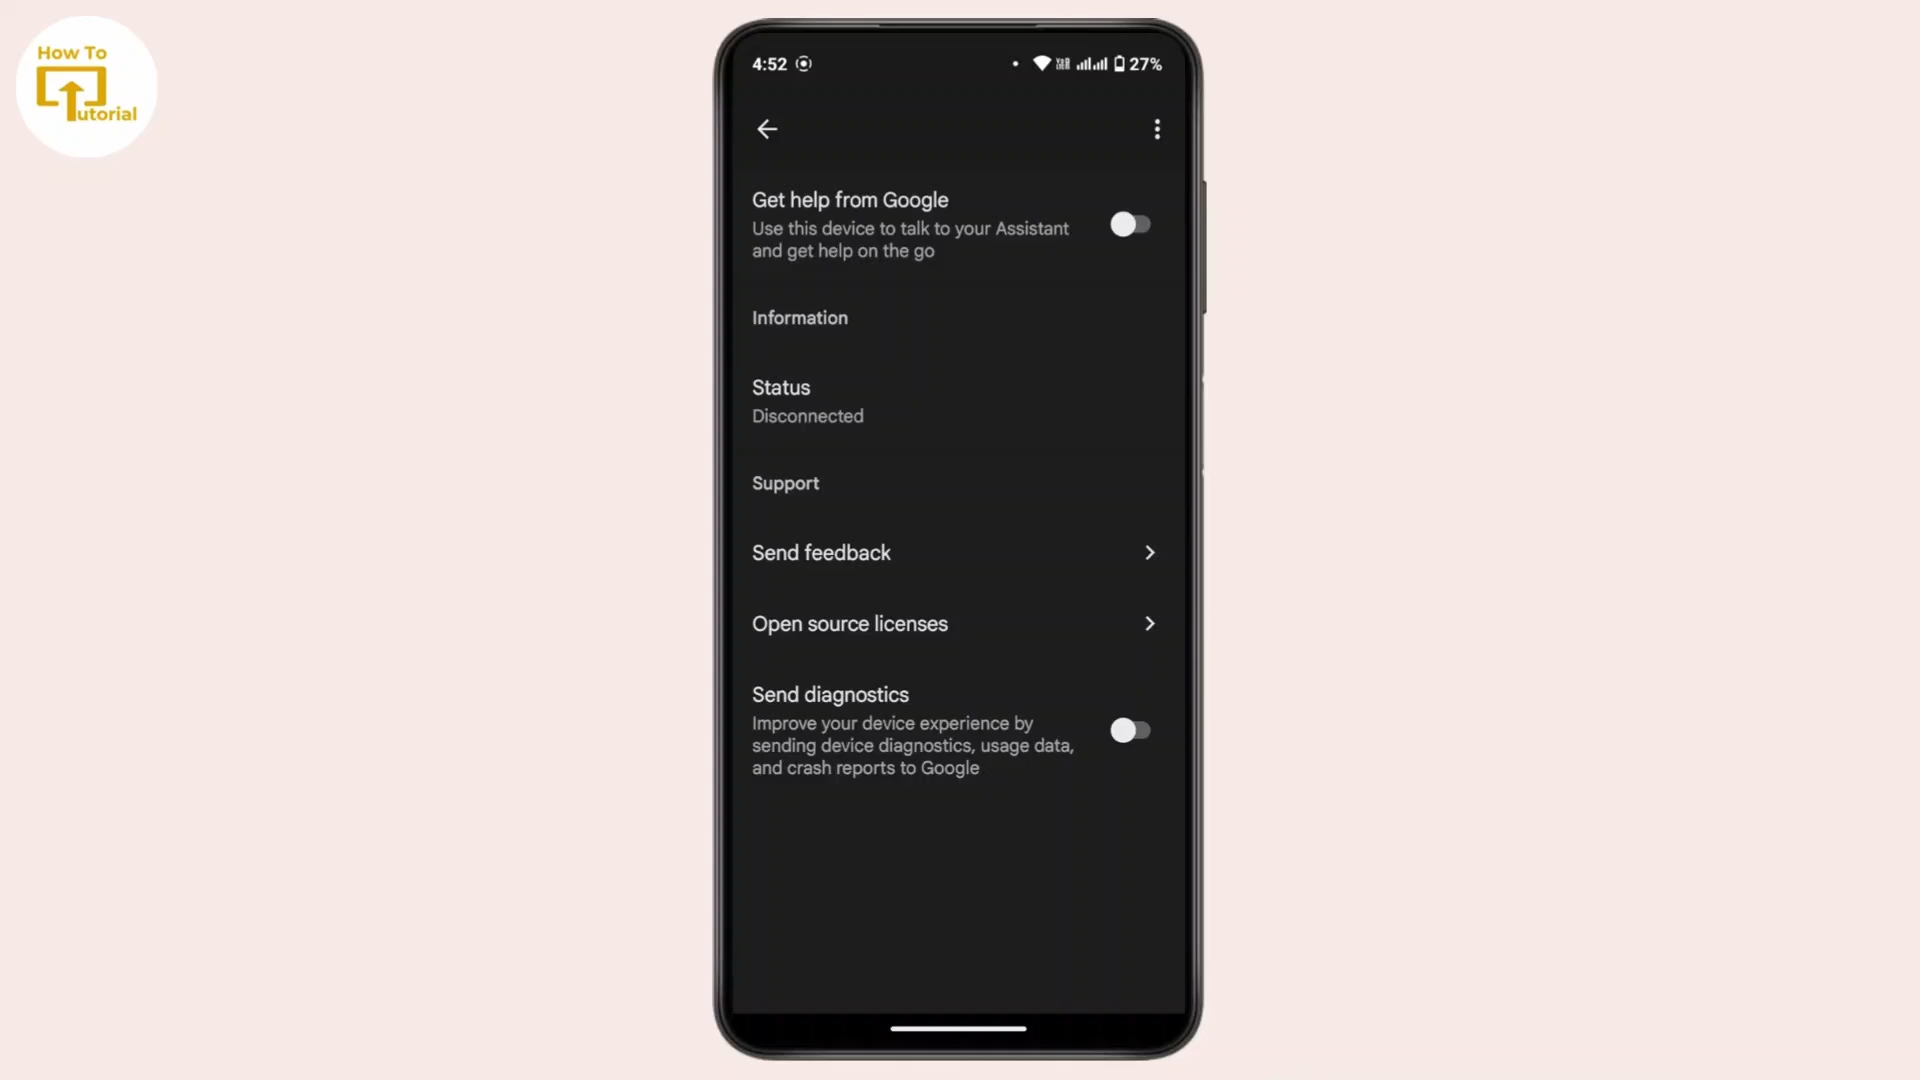 How To
Tutorial
4:52
27%
Get help from Google
Use this device to talk to your Assistant
and get help on the go
Information
Status
Disconnected
Support
Send feedback
Open source licenses
Send diagnostics
Improve your device experience by
sending device diagnostics, usage data,
and crash reports to Google